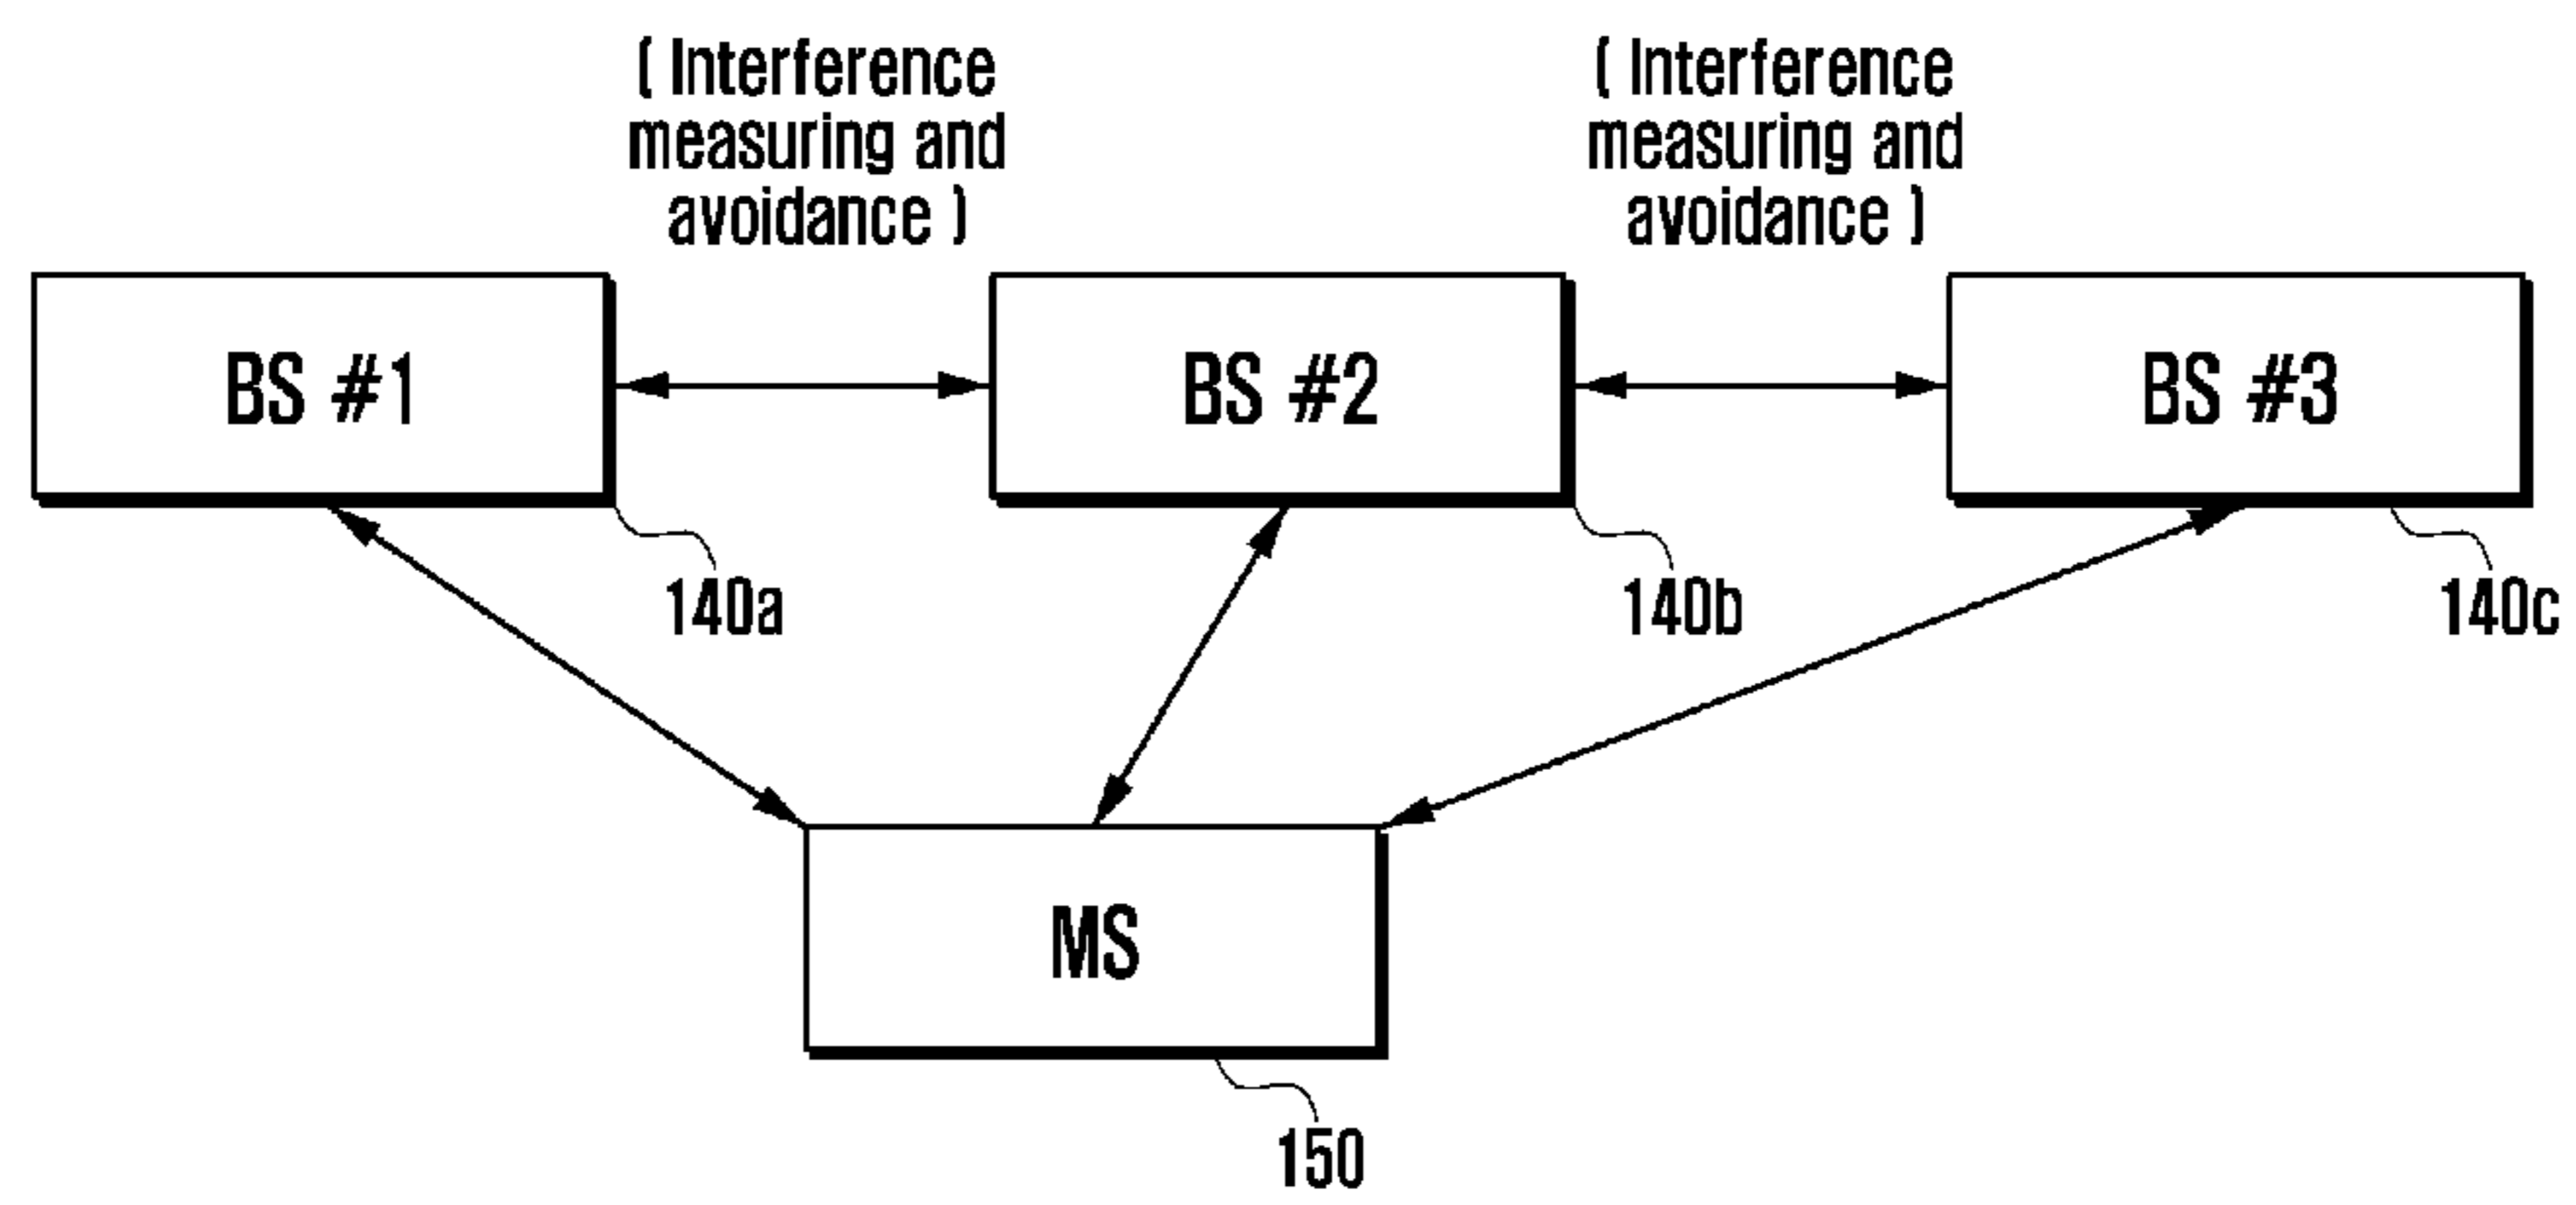 ( Interference
measuring and
avoidance )
( Interference
measuring and
avoidance )
BS #1
BS #2
BS #3
140a
140b
140c
MS
150